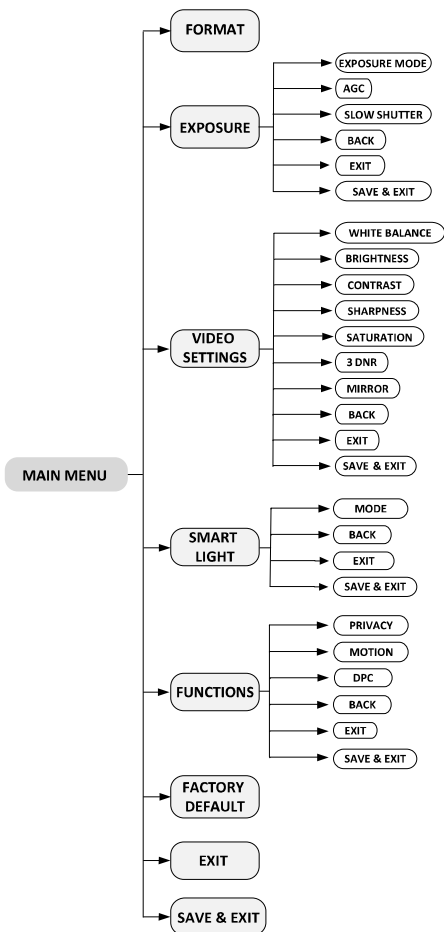 FORMAT
EXPOSURE
EXPOSURE MODE
AGC
SLOW SHUTTER
BACK
EXIT
SAVE & EXIT
VIDEO
SETTINGS
WHITE BALANCE
BRIGHTNESS
CONTRAST
SHARPNESS
SATURATION
3 DNR
MIRROR
BACK
EXIT
SAVE & EXIT
MAIN MENU
SMART
LIGHT
MODE
BACK
EXIT
SAVE & EXIT
FUNCTIONS
PRIVACY
MOTION
DPC
BACK
EXIT
SAVE & EXIT
FACTORY
DEFAULT
EXIT
SAVE & EXIT